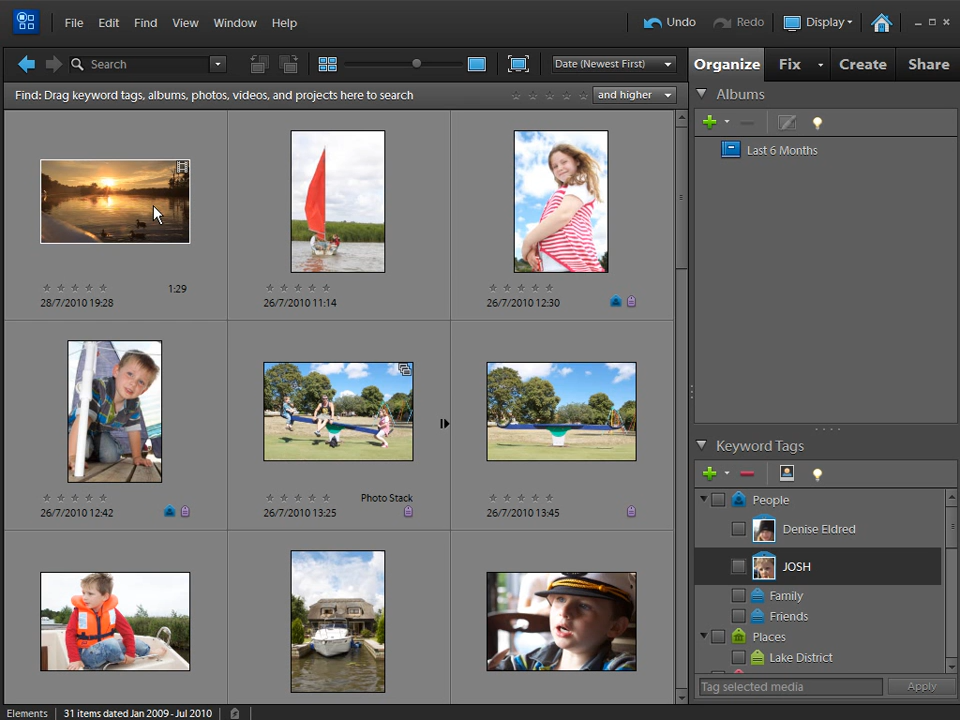 File Edit Find View Window Help Undo Redo Display
Search Date (Newest First) Organize Fix Create Share
Find: Drag keyword tags, albums, photos, videos, and projects here to search and higher
Albums
Last 6 Months
1:29
28/7/2010 19:28
26/7/2010 11:14
26/7/2010 12:30
Photo Stack
26/7/2010 12:42
26/7/2010 13:25
26/7/2010 13:45
Keyword Tags
People
Denise Eldred
JOSH
Family
Friends
Places
Lake District
Tag selected media Apply
Elements 31 items dated Jan 2009 - Jul 2010